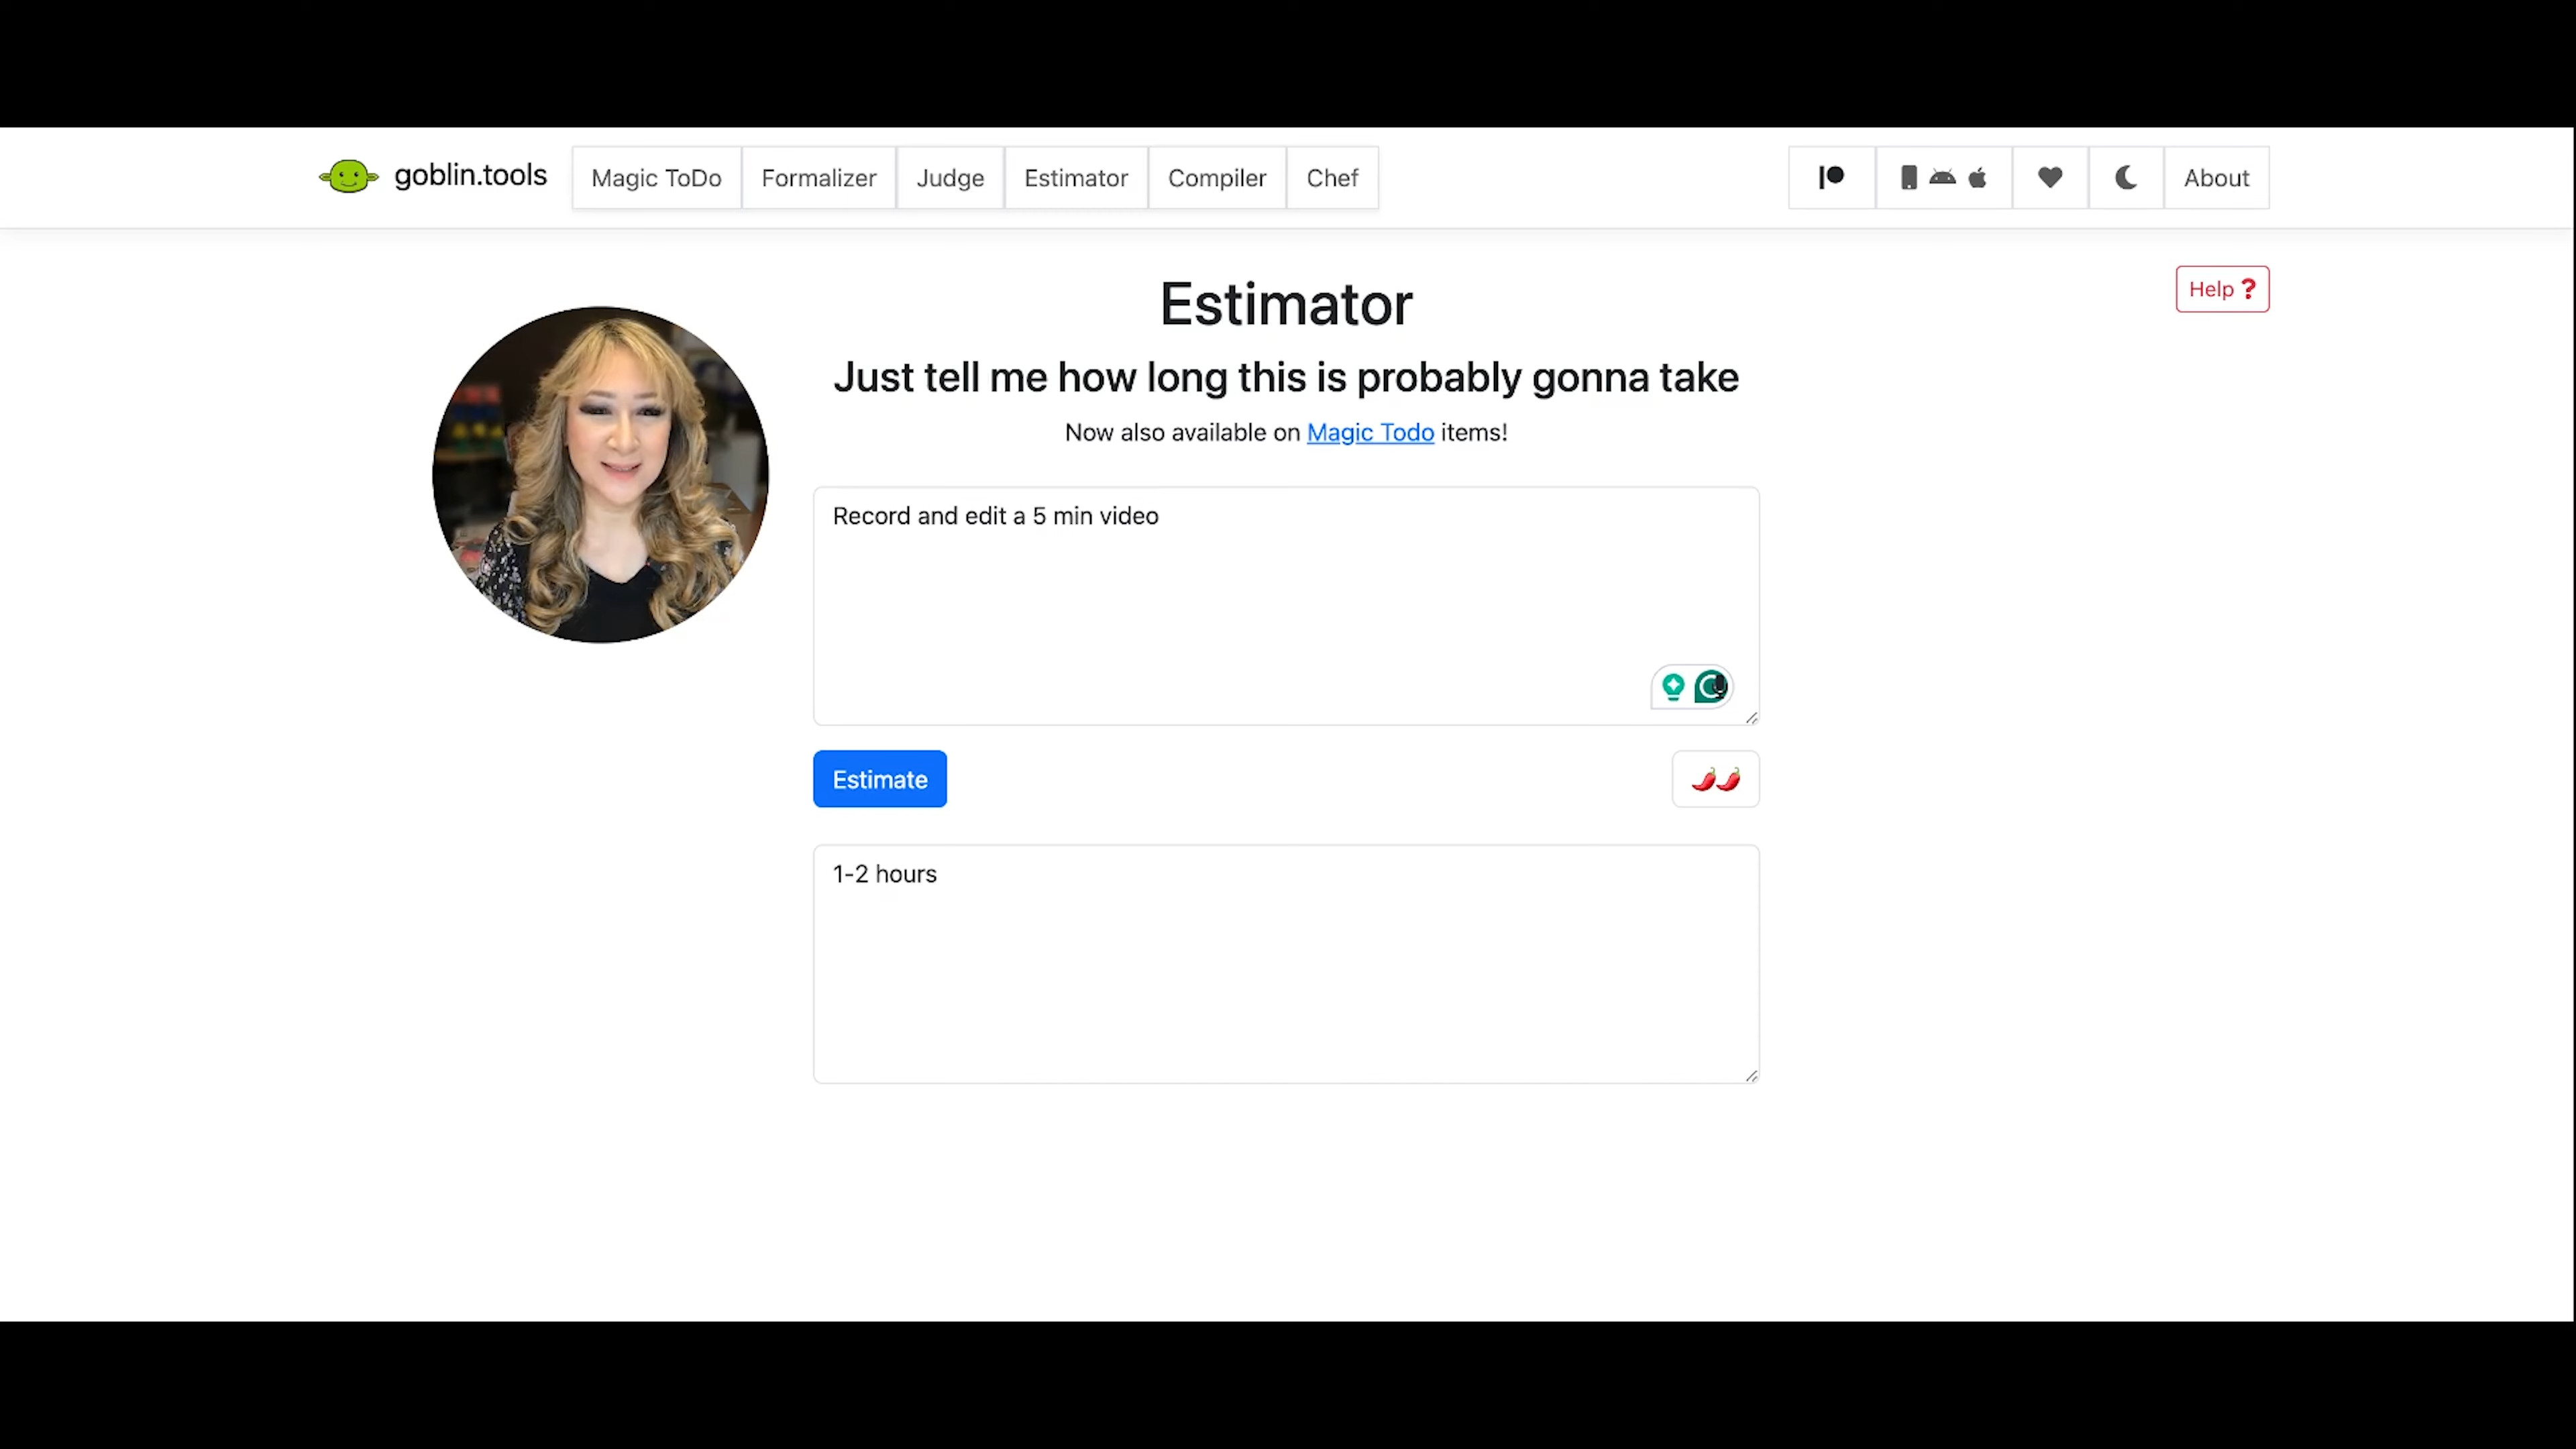 goblin.tools
Magic ToDo
Formalizer
Judge
Estimator
Compiler
Chef
About
Help ?
Estimator
Just tell me how long this is probably gonna take
Now also available on Magic Todo items!
Record and edit a 5 min video
Estimate
1-2 hours